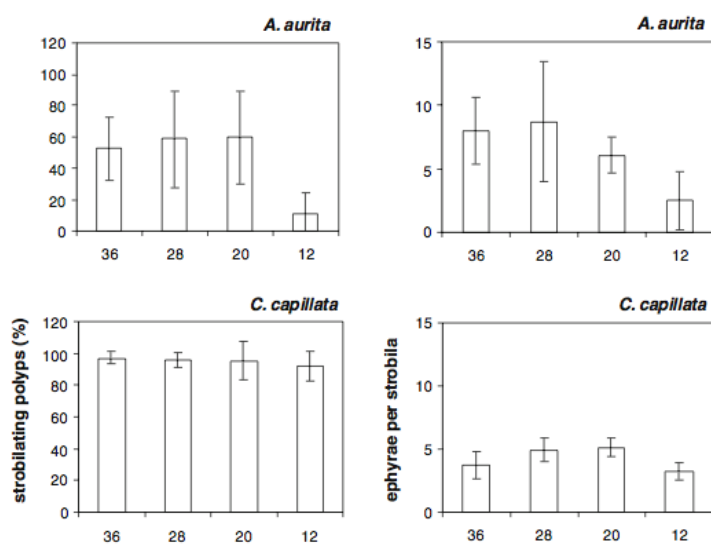 A. aurita
120
100
80
60
40
20
0
36 28 20 12
A. aurita
15
10
5
0
36 28 20 12
C. capillata
strobilating polyps (%)
120
100
80
60
40
20
0
36 28 20 12
C. capillata
ephyrae per strobila
15
10
5
0
36 28 20 12